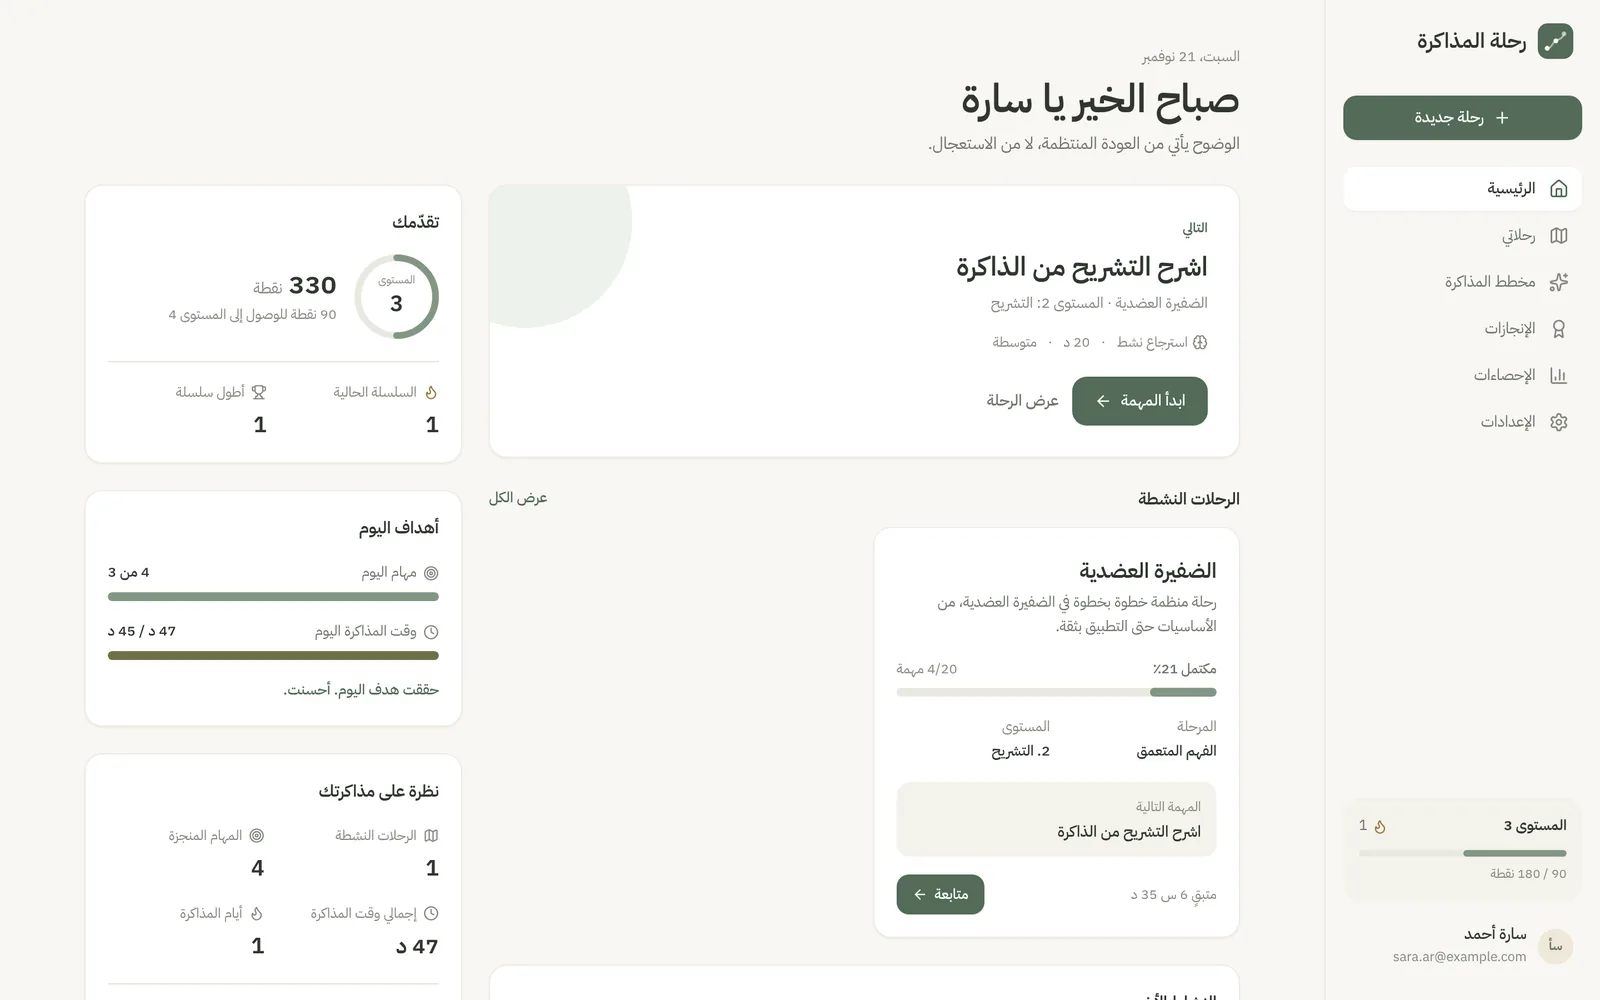 رحلة المذاكرة
رحلة جديدة
الرئيسية
رحلاتي
مخطط المذاكرة
الإنجازات
الإحصاءات
الإعدادات
المستوى 3
1
90 / 180 نقطة
سارة أحمد
sara.ar@example.com
سأ
السبت، 21 نوفمبر
صباح الخير يا سارة
الوضوح يأتي من العودة المنتظمة، لا من الاستعجال.
التالي
اشرح التشريح من الذاكرة
الضفيرة العضدية · المستوى 2: التشريح
استرجاع نشط · 20 د · متوسطة
ابدأ المهمة
عرض الرحلة
الرحلات النشطة
عرض الكل
الضفيرة العضدية
رحلة منظمة خطوة بخطوة في الضفيرة العضدية، من
الأساسيات حتى التطبيق بثقة.
مكتمل 21٪
4/20 مهمة
المرحلة
الفهم المتعمق
المستوى
2. التشريح
المهمة التالية
اشرح التشريح من الذاكرة
متبقٍ 6 س 35 د
متابعة
تقدّمك
المستوى
3
330 نقطة
90 نقطة للوصول إلى المستوى 4
السلسلة الحالية
1
أطول سلسلة
1
أهداف اليوم
مهام اليوم
4 من 3
وقت المذاكرة اليوم
47 د / 45 د
حققت هدف اليوم. أحسنت.
نظرة على مذاكرتك
الرحلات النشطة
1
المهام المنجزة
4
إجمالي وقت المذاكرة
47 د
أيام المذاكرة
1